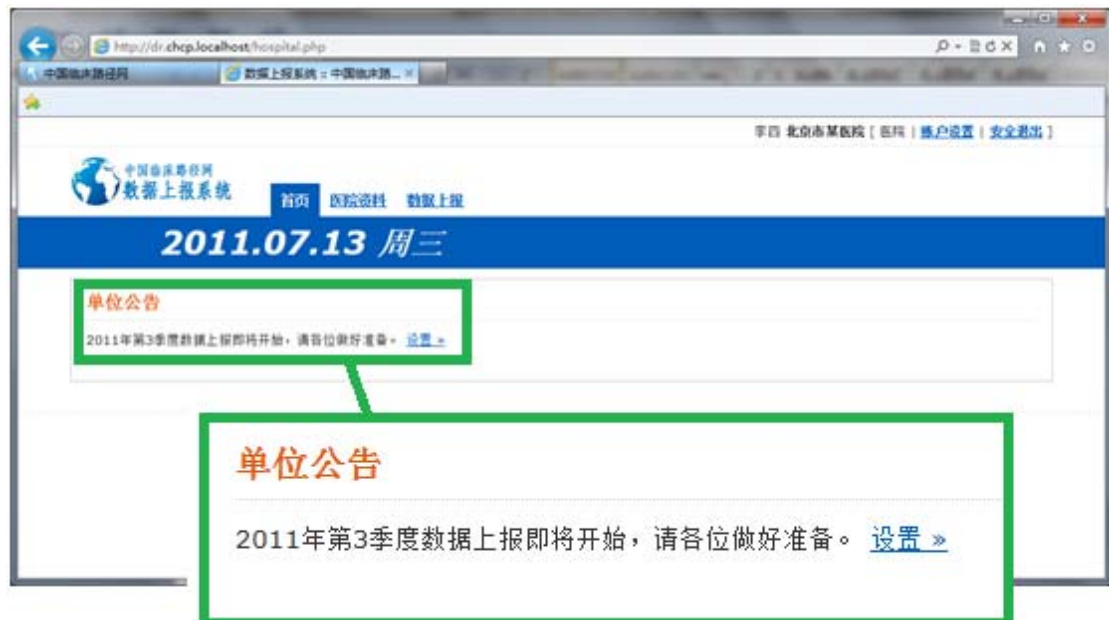 http://dr.chcp.localhost/hospital.php
中国临床路径网
数据上报系统 :: 中国临床路...
李四 北京市某医院 [ 医院 | 账户设置 | 安全退出 ]
中国临床路径网
数据上报系统
首页 医院资料 数据上报
2011.07.13 周三
单位公告
2011年第3季度数据上报即将开始，请各位做好准备。 设置 »
单位公告
2011年第3季度数据上报即将开始，请各位做好准备。 设置 »